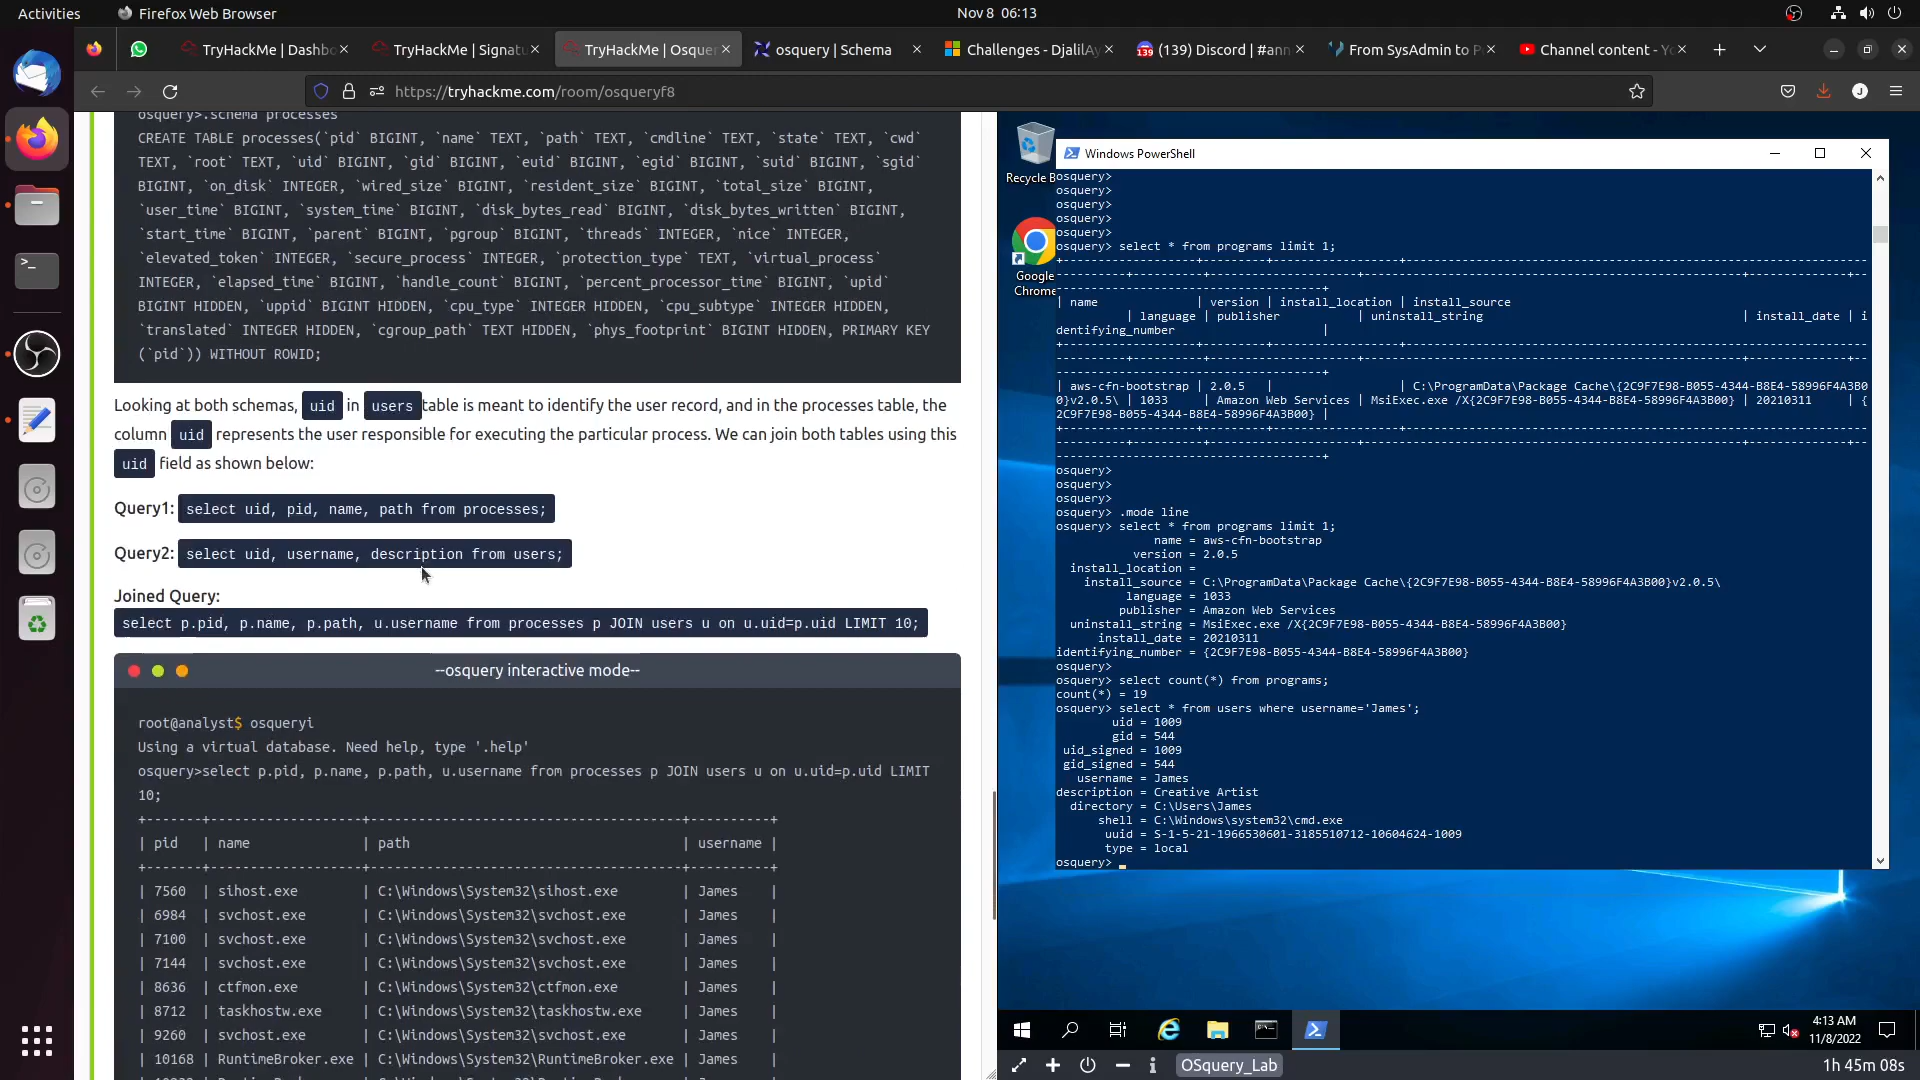 Activities
Firefox Web Browser
Nov 8  06:13
TryHackMe | Dashbo
TryHackMe | Signatu
TryHackMe | Osquer
osquery | Schema
Challenges - DjalilAy
(139) Discord | #ann
From SysAdmin to P
Channel content - Yo
https://tryhackme.com/room/osqueryf8
osquery>.schema processes
CREATE TABLE processes(`pid` BIGINT, `name` TEXT, `path` TEXT, `cmdline` TEXT, `state` TEXT, `cwd`
TEXT, `root` TEXT, `uid` BIGINT, `gid` BIGINT, `euid` BIGINT, `egid` BIGINT, `suid` BIGINT, `sgid`
BIGINT, `on_disk` INTEGER, `wired_size` BIGINT, `resident_size` BIGINT, `total_size` BIGINT,
`user_time` BIGINT, `system_time` BIGINT, `disk_bytes_read` BIGINT, `disk_bytes_written` BIGINT,
`start_time` BIGINT, `parent` BIGINT, `pgroup` BIGINT, `threads` INTEGER, `nice` INTEGER,
`elevated_token` INTEGER, `secure_process` INTEGER, `protection_type` TEXT, `virtual_process`
INTEGER, `elapsed_time` BIGINT, `handle_count` BIGINT, `percent_processor_time` BIGINT, `upid`
BIGINT HIDDEN, `uppid` BIGINT HIDDEN, `cpu_type` INTEGER HIDDEN, `cpu_subtype` INTEGER HIDDEN,
`translated` INTEGER HIDDEN, `cgroup_path` TEXT HIDDEN, `phys_footprint` BIGINT HIDDEN, PRIMARY KEY
(`pid`)) WITHOUT ROWID;
Looking at both schemas, uid in users table is meant to identify the user record, and in the processes table, the
column uid represents the user responsible for executing the particular process. We can join both tables using this
uid field as shown below:
Query1: select uid, pid, name, path from processes;
Query2: select uid, username, description from users;
Joined Query:
select p.pid, p.name, p.path, u.username from processes p JOIN users u on u.uid=p.uid LIMIT 10;
--osquery interactive mode--
root@analyst$ osqueryi
Using a virtual database. Need help, type '.help'
osquery>select p.pid, p.name, p.path, u.username from processes p JOIN users u on u.uid=p.uid LIMIT
10;
| pid | name | path | username |
| 7560 | sihost.exe | C:\Windows\System32\sihost.exe | James |
| 6984 | svchost.exe | C:\Windows\System32\svchost.exe | James |
| 7100 | svchost.exe | C:\Windows\System32\svchost.exe | James |
| 7144 | svchost.exe | C:\Windows\System32\svchost.exe | James |
| 8636 | ctfmon.exe | C:\Windows\System32\ctfmon.exe | James |
| 8712 | taskhostw.exe | C:\Windows\System32\taskhostw.exe | James |
| 9260 | svchost.exe | C:\Windows\System32\svchost.exe | James |
| 10168 | RuntimeBroker.exe | C:\Windows\System32\RuntimeBroker.exe | James |
Recycle B
Google
Chrome
Windows PowerShell
osquery>
osquery>
osquery>
osquery>
osquery>
osquery> select * from programs limit 1;
| name | version | install_location | install_source
| language | publisher | uninstall_string | install_date | i
dentifying_number |
| aws-cfn-bootstrap | 2.0.5 | | C:\ProgramData\Package Cache\{2C9F7E98-B055-4344-B8E4-58996F4A3B0
0}v2.0.5\ | 1033 | Amazon Web Services | MsiExec.exe /X{2C9F7E98-B055-4344-B8E4-58996F4A3B00} | 20210311 | {
2C9F7E98-B055-4344-B8E4-58996F4A3B00} |
osquery>
osquery>
osquery>
osquery> .mode line
osquery> select * from programs limit 1;
name = aws-cfn-bootstrap
version = 2.0.5
install_location =
install_source = C:\ProgramData\Package Cache\{2C9F7E98-B055-4344-B8E4-58996F4A3B00}v2.0.5\
language = 1033
publisher = Amazon Web Services
uninstall_string = MsiExec.exe /X{2C9F7E98-B055-4344-B8E4-58996F4A3B00}
install_date = 20210311
identifying_number = {2C9F7E98-B055-4344-B8E4-58996F4A3B00}
osquery>
osquery> select count(*) from programs;
count(*) = 19
osquery> select * from users where username='James';
uid = 1009
gid = 544
uid_signed = 1009
gid_signed = 544
username = James
description = Creative Artist
directory = C:\Users\James
shell = C:\Windows\system32\cmd.exe
uuid = S-1-5-21-1966530601-3185510712-10604624-1009
type = local
osquery>
4:13 AM
11/8/2022
OSquery_Lab
1h 45m 08s